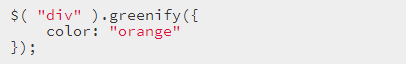 $( "div" ).greenify({
    color: "orange"
});